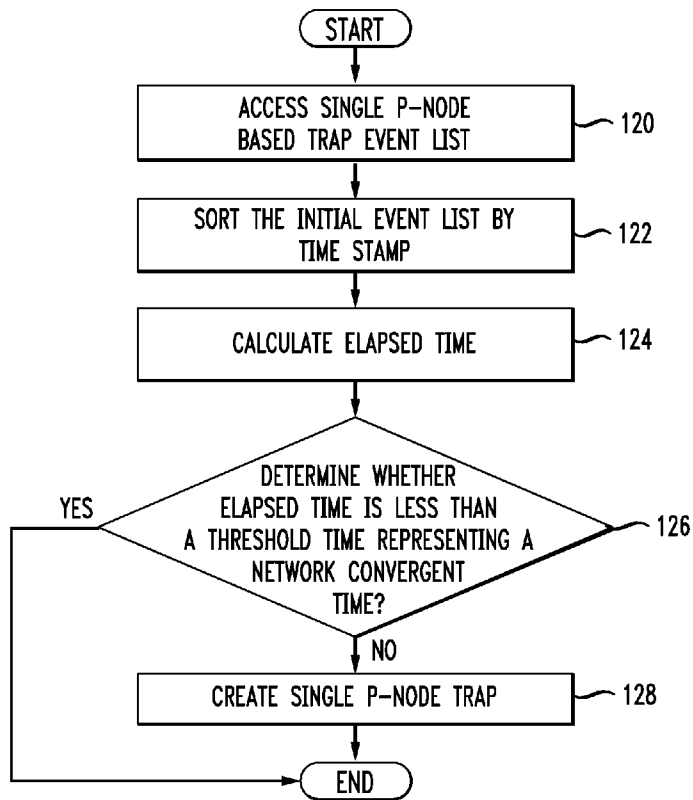 START
ACCESS SINGLE P-NODE
BASED TRAP EVENT LIST
120
SORT THE INITIAL EVENT LIST BY
TIME STAMP
122
CALCULATE ELAPSED TIME
124
DETERMINE WHETHER
ELAPSED TIME IS LESS THAN
A THRESHOLD TIME REPRESENTING A
NETWORK CONVERGENT
TIME?
YES
126
NO
CREATE SINGLE P-NODE TRAP
128
END